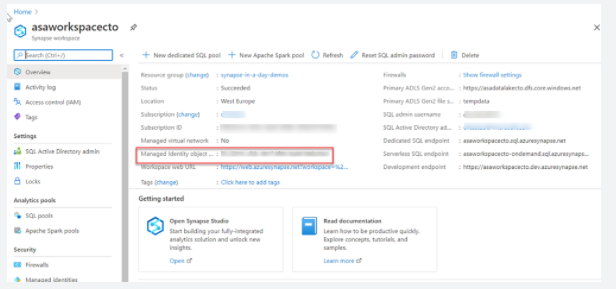 Home >
asaworkspacecto
Synapse workspace
Search (Ctrl+/)
Overview
Activity log
Access control (IAM)
Tags
Settings
SQL Active Directory admin
Properties
Locks
Analytics pools
SQL pools
Apache Spark pools
Security
Firewalls
Managed identities
+ New dedicated SQL pool + New Apache Spark pool Refresh Reset SQL admin password Delete
Resource group (change) : synapse-in-a-day-demos
Status : Succeeded
Location : West Europe
Subscription (change) :
Subscription ID :
Managed virtual network : No
Managed Identity object ... :
Workspace web URL : https://web.azuresynapse.net?workspace=%2...
Tags (change) : Click here to add tags
Firewalls : Show firewall settings
Primary ADLS Gen2 acco... : https://asadatalakecto.dfs.core.windows.net
Primary ADLS Gen2 file s... : tempdata
SQL admin username :
SQL Active Directory ad... :
Dedicated SQL endpoint : asaworkspacecto.sql.azuresynapse.net
Serverless SQL endpoint : asaworkspacecto-ondemand.sql.azuresynaps...
Development endpoint : https://asaworkspacecto.dev.azuresynapse.net
Getting started
Open Synapse Studio
Start building your fully-integrated
analytics solution and unlock new
insights.
Open
Read documentation
Learn how to be productive quickly.
Explore concepts, tutorials, and
samples.
Learn more